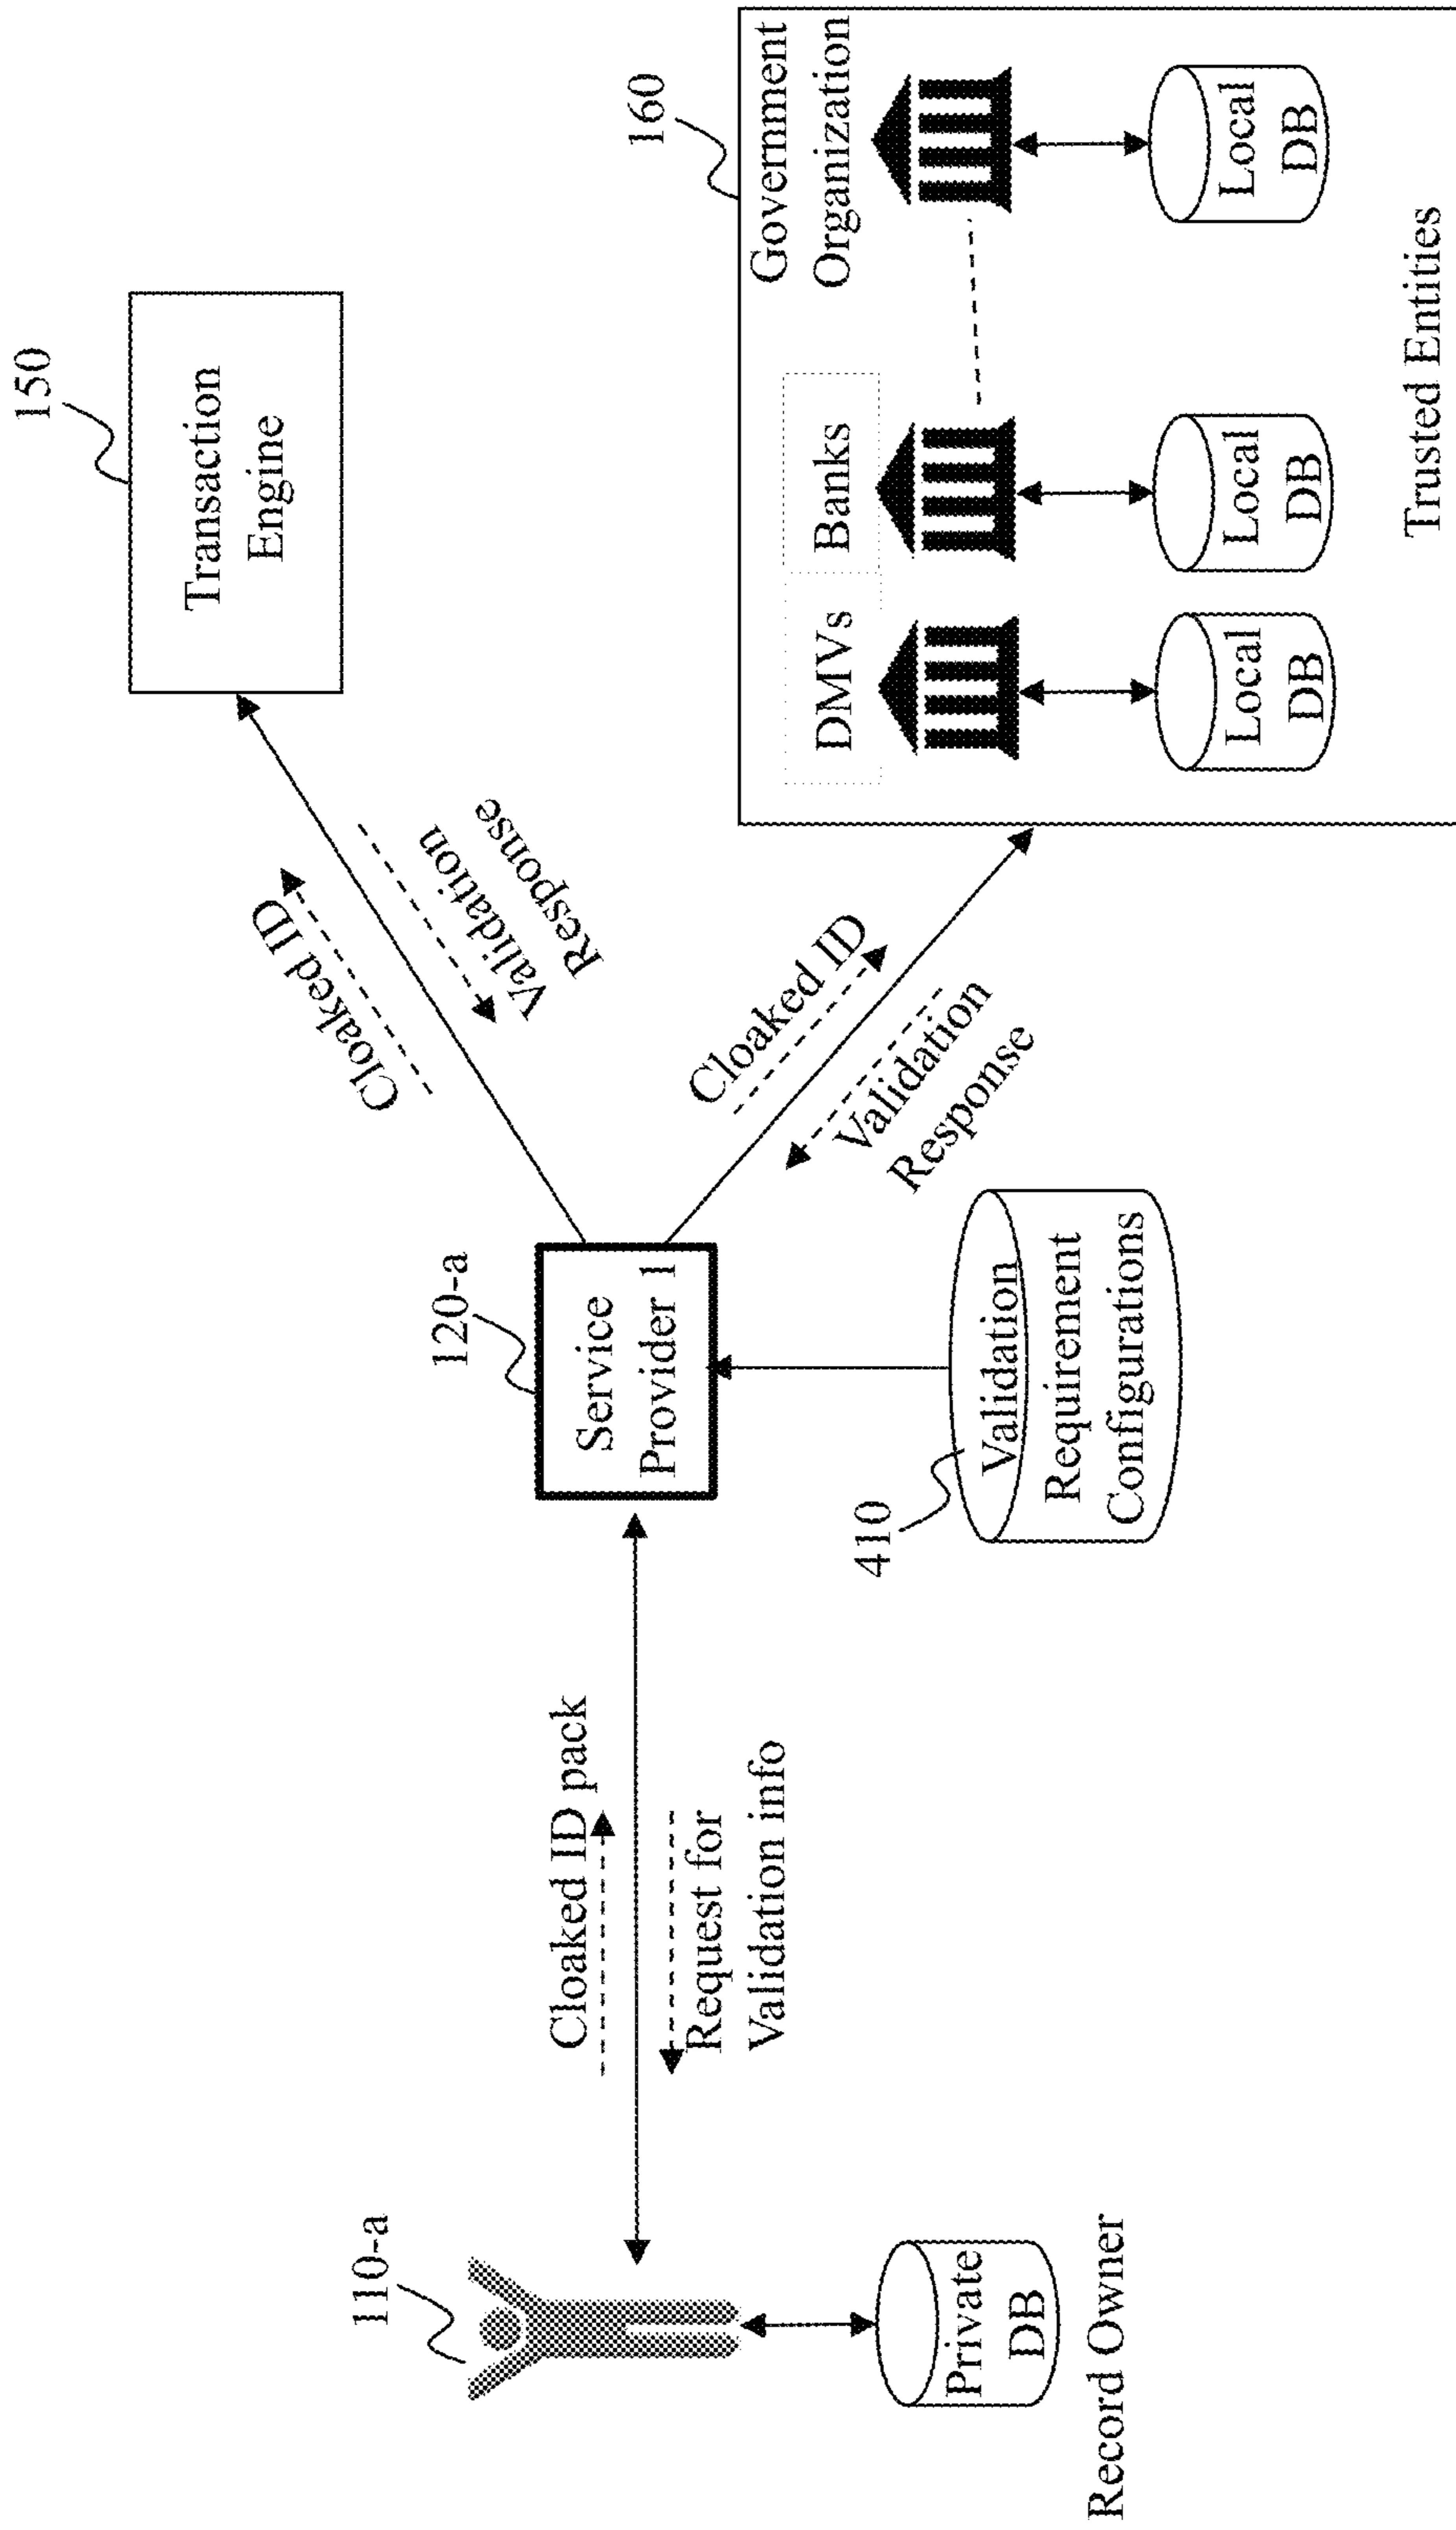 110-a
Private
DB
Record Owner
Cloaked ID pack
Request for
Validation info
120-a
Service
Provider 1
410
Validation
Requirement
Configurations
Cloaked ID
Validation
Response
150
Transaction
Engine
Cloaked ID
Validation
Response
160
Government
Organization
DMVs
Banks
Local
DB
Local
DB
Local
DB
Trusted Entities